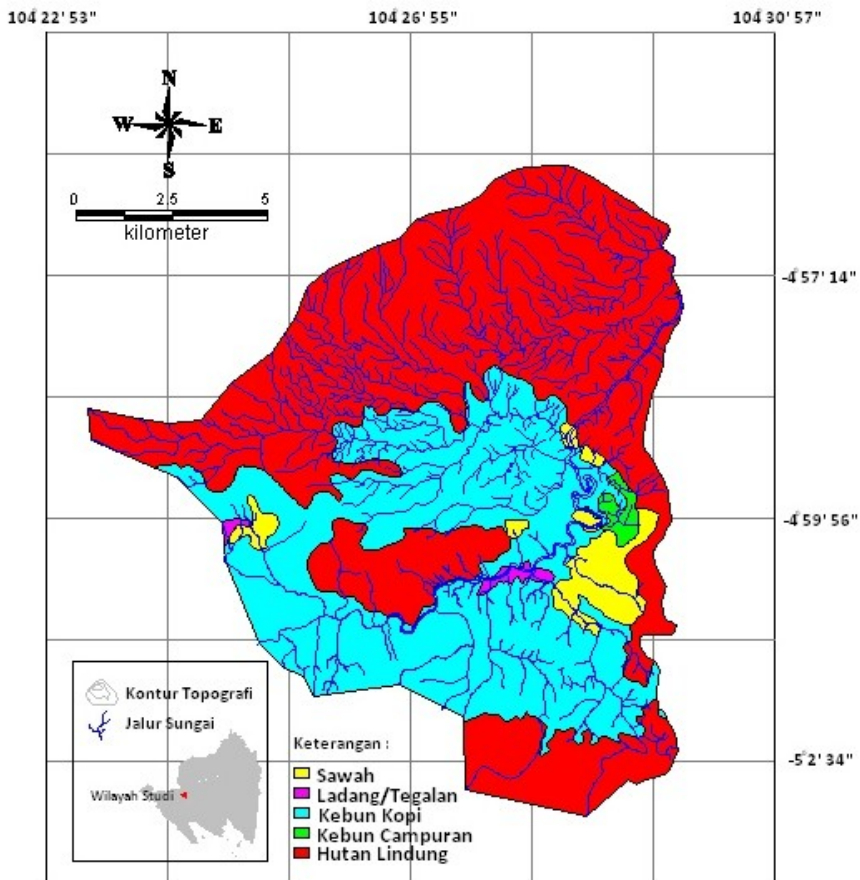 104°22'53"
104°26'55"
104°30'57"
N
W E
S
0 2.5 5
kilometer
-4°57'14"
-4°59'56"
-5°2'34"
Kontur Topografi
Jalur Sungai
Wilayah Studi
Keterangan :
Sawah
Ladang/Tegalan
Kebun Kopi
Kebun Campuran
Hutan Lindung